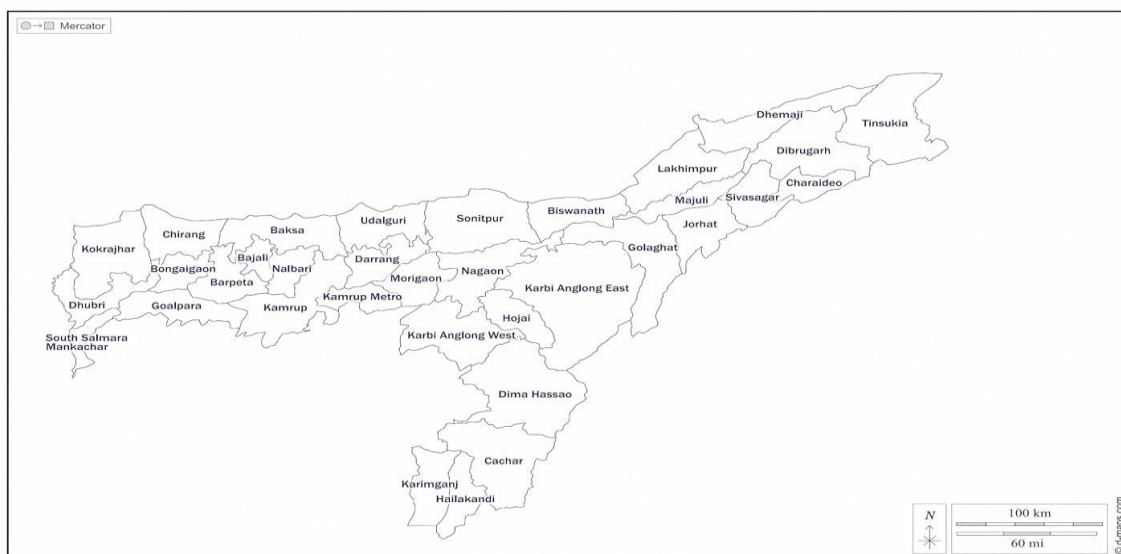 Mercator
Dhemaji
Tinsukia
Dibrugarh
Lakhimpur
Charaideo
Majuli
Sivasagar
Biswanath
Sonitpur
Udalguri
Jorhat
Baksa
Chirang
Kokrajhar
Golaghat
Bajali
Darrang
Bongaigaon
Nalbari
Nagaon
Morigaon
Barpeta
Karbi Anglong East
Kamrup Metro
Dhubri
Goalpara
Kamrup
Hojai
South Salmara
Mankachar
Karbi Anglong West
Dima Hassao
Cachar
Karimganj
Hailakandi
N
100 km
60 mi
© d-maps.com